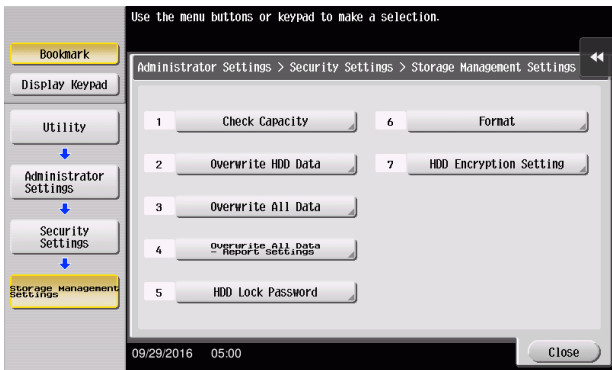 Use the menu buttons or keypad to make a selection.
Bookmark
Display Keypad
Utility
Administrator
Settings
Security
Settings
Storage Management
Settings
Administrator Settings > Security Settings > Storage Management Settings
1 Check Capacity
2 Overwrite HDD Data
3 Overwrite All Data
4 Overwrite All Data
- Report settings
5 HDD Lock Password
6 Format
7 HDD Encryption Setting
09/29/2016 05:00
Close